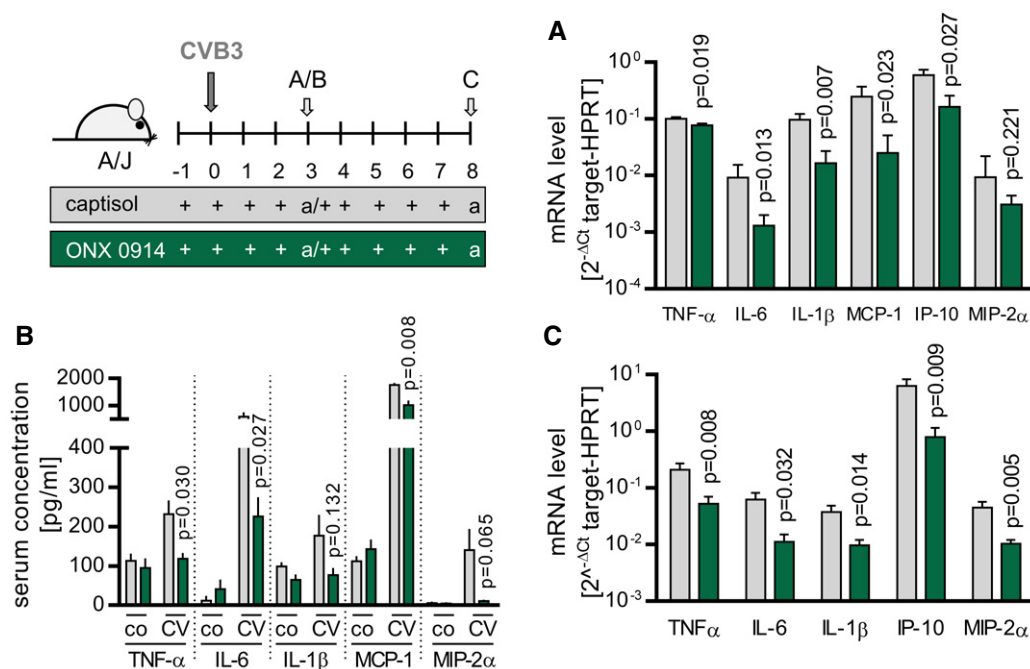 CVB3
A/B
C
A/J
-1 0 1 2 3 4 5 6 7 8
captisol + + + + a/+ + + + + a
ONX 0914 + + + + a/+ + + + + a
A
mRNA level
[2^-ΔCt target-HPRT]
10^0
10^-1
10^-2
10^-3
10^-4
p=0.019
p=0.013
p=0.007
p=0.023
p=0.027
p=0.221
TNF-α IL-6 IL-1β MCP-1 IP-10 MIP-2α
B
serum concentration
[pg/ml]
2000
1000
400
300
200
100
0
p=0.030
p=0.027
p=0.132
p=0.008
p=0.065
co CV co CV co CV co CV co CV
TNF-α IL-6 IL-1β MCP-1 MIP-2α
C
mRNA level
[2^-ΔCt target-HPRT]
10^1
10^0
10^-1
10^-2
10^-3
p=0.008
p=0.032
p=0.014
p=0.009
p=0.005
TNFα IL-6 IL-1β IP-10 MIP-2α